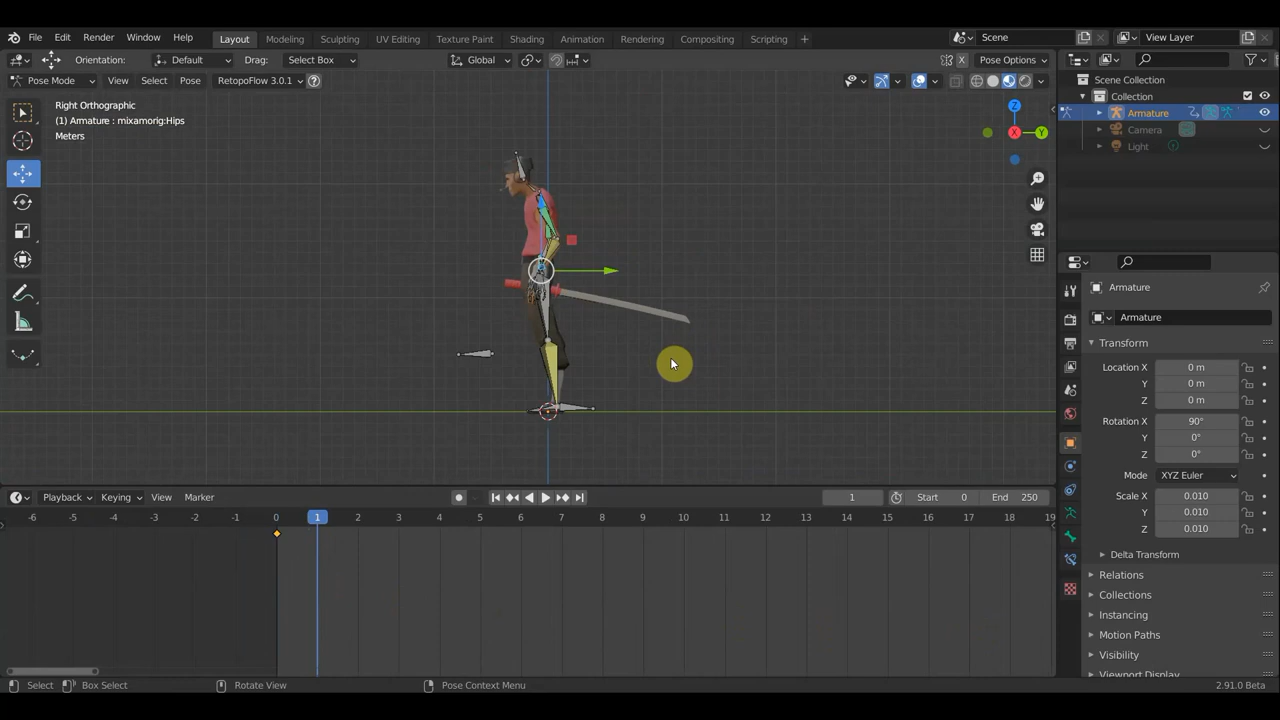 File Edit Render Window Help Layout Modeling Sculpting UV Editing Texture Paint Shading Animation Rendering Compositing Scripting + Scene View Layer
Orientation: Default Drag: Select Box Global X Pose Options
Pose Mode View Select Pose RetopoFlow 3.0.1 ?
Right Orthographic
(1) Armature : mixamorig:Hips
Meters
Z
X
Y
Scene Collection
Collection
Armature
Camera
Light
Armature
Armature
Transform
Location X 0 m
Y 0 m
Z 0 m
Rotation X 90°
Y 0°
Z 0°
Mode XYZ Euler
Scale X 0.010
Y 0.010
Z 0.010
Delta Transform
Relations
Collections
Instancing
Motion Paths
Visibility
Viewport Display
Playback Keying View Marker 1 Start 0 End 250
-6 -5 -4 -3 -2 -1 0 1 2 3 4 5 6 7 8 9 10 11 12 13 14 15 16 17 18 19
Select Box Select Rotate View Pose Context Menu 2.91.0 Beta